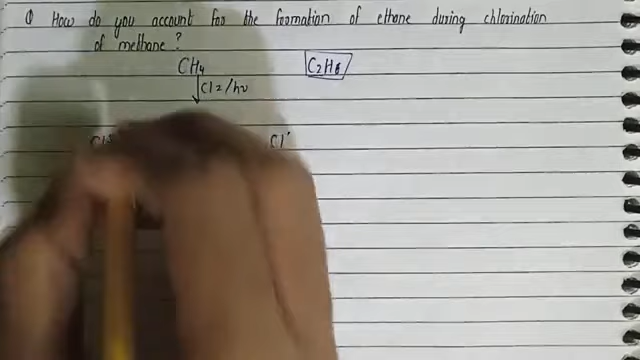 Q How do you account for the formation of ethane during chlorination
of methane ?
CH4 C2H6
Cl2/hν
Cl•